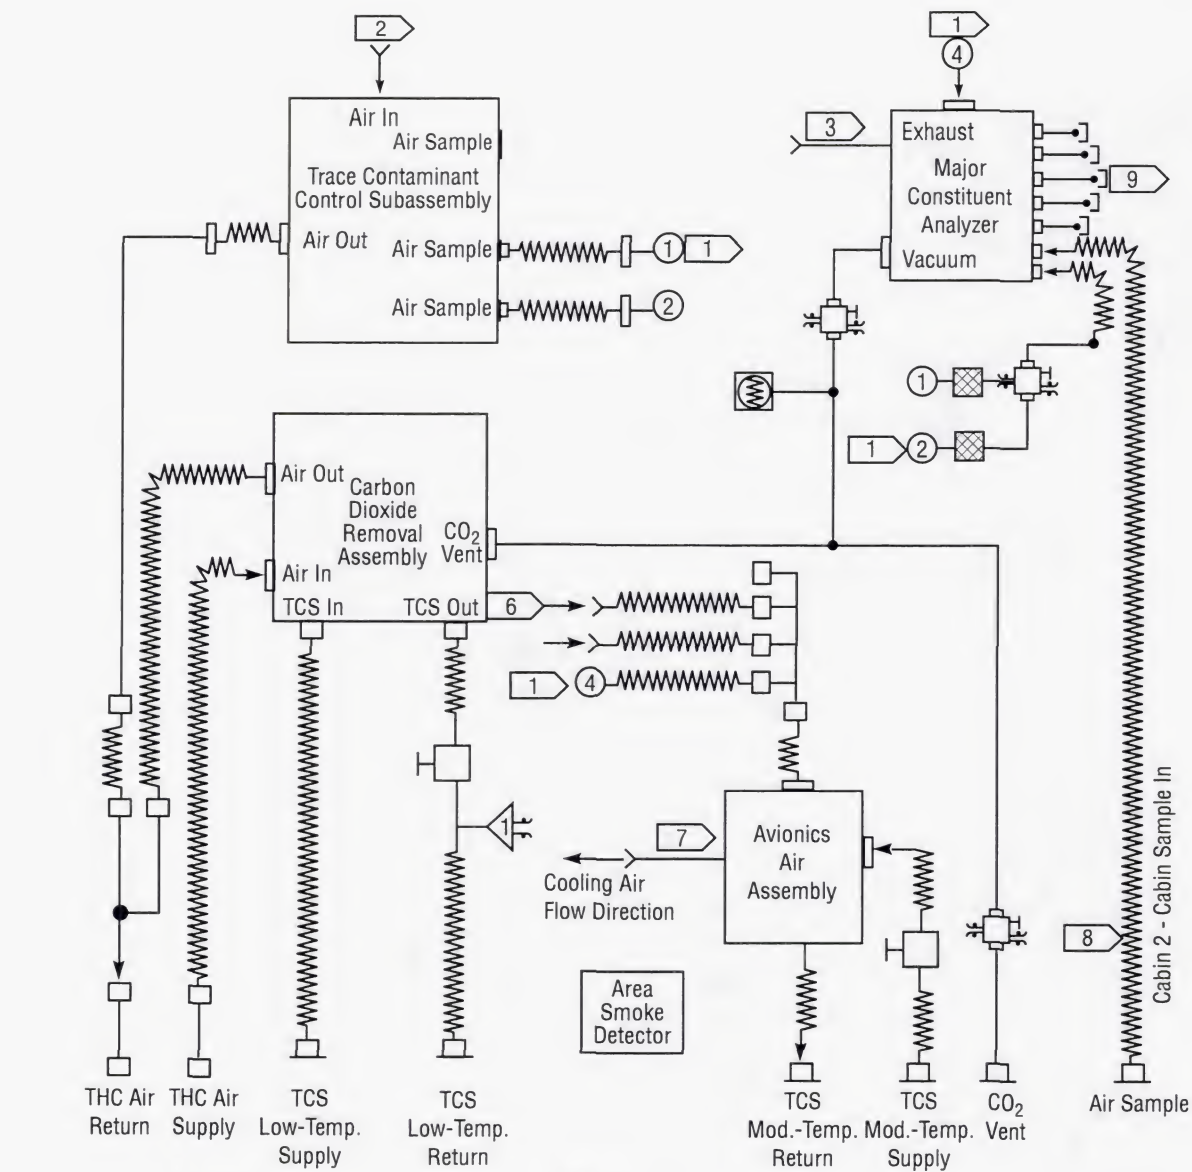 2
1
4
Air In
Air Sample
Trace Contaminant
Control Subassembly
Air Out
Air Sample
1
1
Air Sample
2
3
Exhaust
Major
Constituent
Analyzer
Vacuum
9
1
1
2
Air Out
Carbon
Dioxide
Removal
Assembly
CO2
Vent
Air In
TCS In
TCS Out
6
1
4
1
7
Avionics
Air
Assembly
Cooling Air
Flow Direction
Area
Smoke
Detector
8
Cabin 2 - Cabin Sample In
THC Air
Return
THC Air
Supply
TCS
Low-Temp.
Supply
TCS
Low-Temp.
Return
TCS
Mod.-Temp.
Return
TCS
Mod.-Temp.
Supply
CO2
Vent
Air Sample